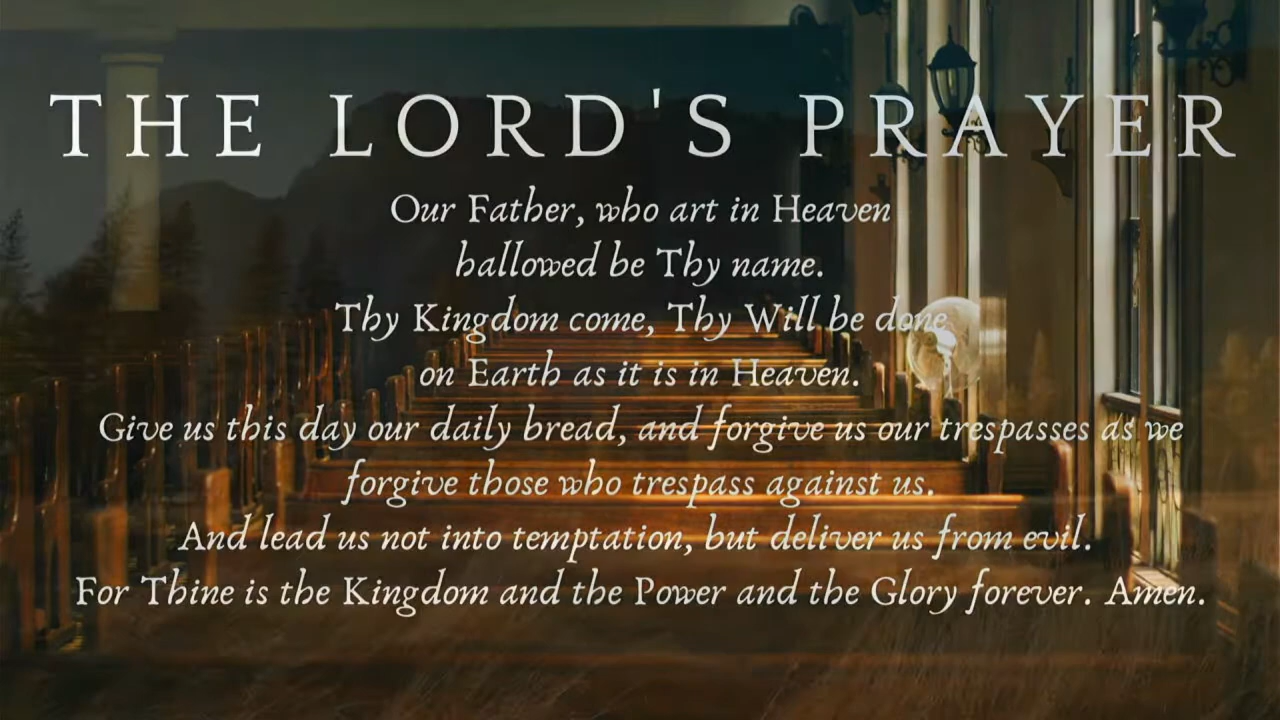 THE LORD'S PRAYER
Our Father, who art in Heaven
hallowed be Thy name.
Thy Kingdom come, Thy Will be done
on Earth as it is in Heaven.
Give us this day our daily bread, and forgive us our trespasses as we
forgive those who trespass against us.
And lead us not into temptation, but deliver us from evil.
For Thine is the Kingdom and the Power and the Glory forever. Amen.